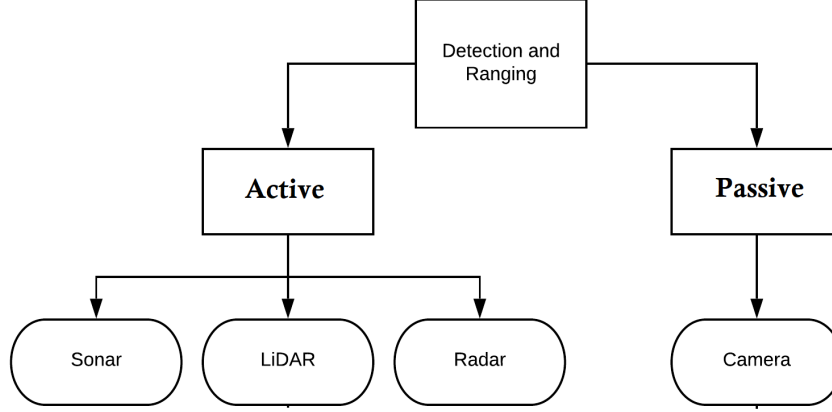 Detection and
Ranging
Active
Passive
Sonar
LiDAR
Radar
Camera